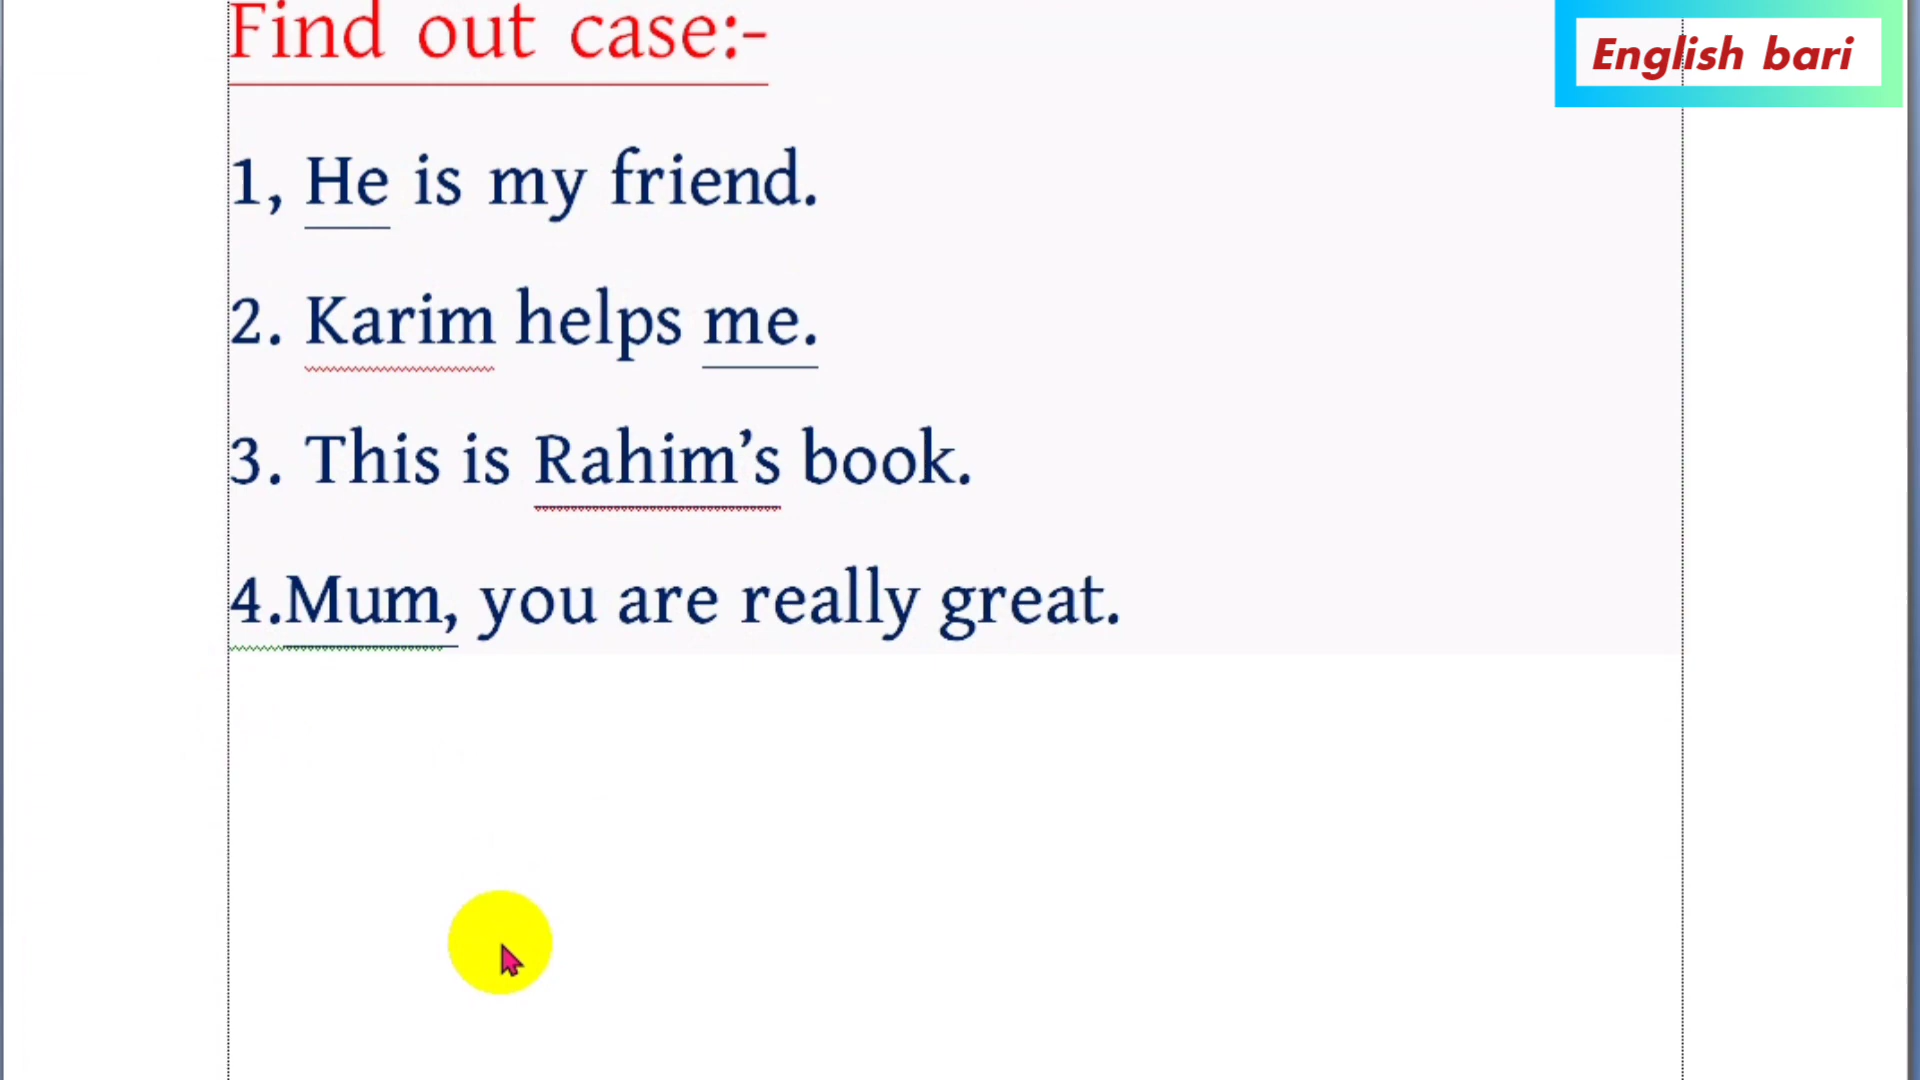 Find out case:-
English bari
1, He is my friend.
2. Karim helps me.
3. This is Rahim’s book.
4.Mum, you are really great.